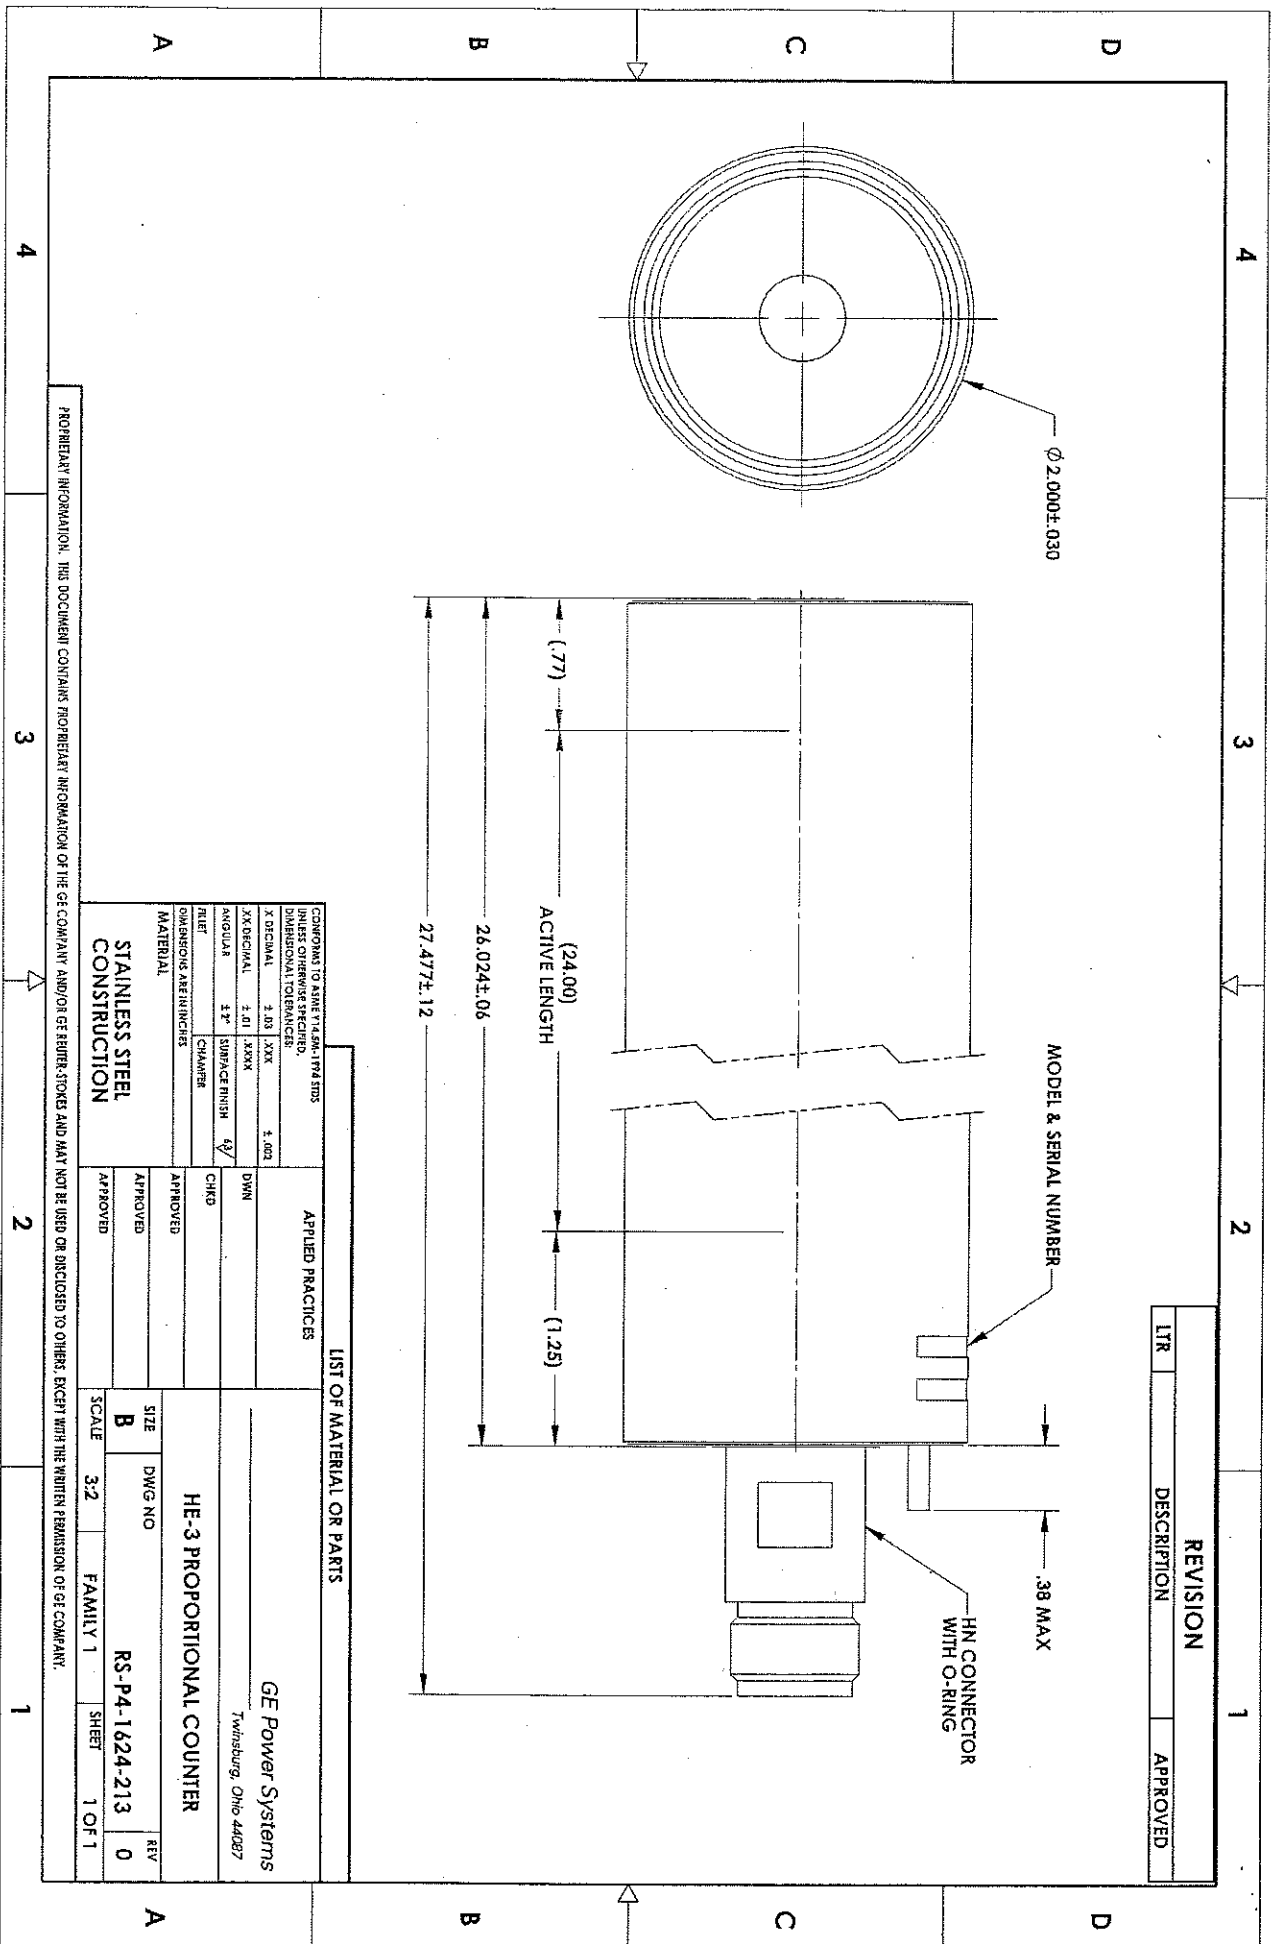 4
3
2
1
D
C
B
A
REVISION
LTR
DESCRIPTION
APPROVED
Ø2.000±.030
MODEL & SERIAL NUMBER
.38 MAX
HN CONNECTOR
WITH O-RING
(.77)
(24.00)
ACTIVE LENGTH
(1.25)
26.024±.06
27.477±.12
LIST OF MATERIAL OR PARTS
CONFORMS TO ASME Y14.5M-1994 STDS
UNLESS OTHERWISE SPECIFIED,
DIMENSIONAL TOLERANCES:
.X DECIMAL ±.03 .XXX ±.002
.XX DECIMAL ±.01 .XXXX
ANGULAR ±2° SURFACE FINISH 63
FILLET CHAMFER
DIMENSIONS ARE IN INCHES
MATERIAL
STAINLESS STEEL
CONSTRUCTION
APPLIED PRACTICES
DWN
CHKD
APPROVED
APPROVED
APPROVED
GE Power Systems
Twinsburg, Ohio 44087
HE-3 PROPORTIONAL COUNTER
SIZE
B
DWG NO
RS-P4-1624-213
REV
0
SCALE 3:2
FAMILY 1
SHEET 1 OF 1
PROPRIETARY INFORMATION. THIS DOCUMENT CONTAINS PROPRIETARY INFORMATION OF THE GE COMPANY AND/OR GE REUTER-STOKES AND MAY NOT BE USED OR DISCLOSED TO OTHERS, EXCEPT WITH THE WRITTEN PERMISSION OF GE COMPANY.
4
3
2
1
D
C
B
A